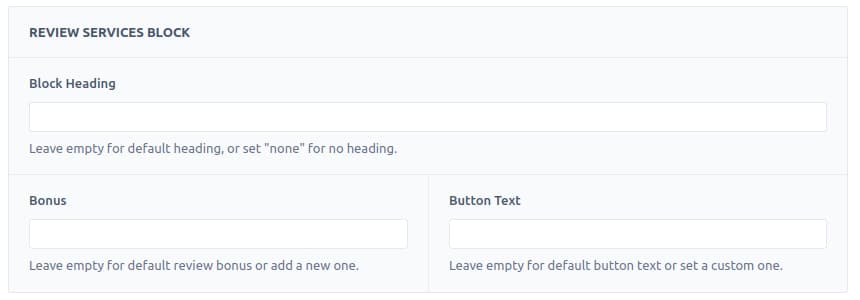 REVIEW SERVICES BLOCK
Block Heading
Leave empty for default heading, or set "none" for no heading.
Bonus
Leave empty for default review bonus or add a new one.
Button Text
Leave empty for default button text or set a custom one.